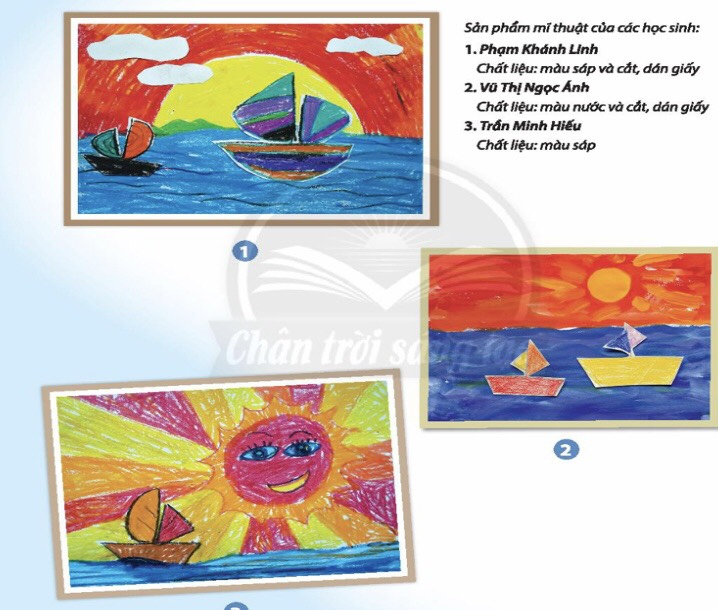 Sản phẩm mĩ thuật của các học sinh:
1. Phạm Khánh Linh
Chất liệu: màu sáp và cắt, dán giấy
2. Vũ Thị Ngọc Ánh
Chất liệu: màu nước và cắt, dán giấy
3. Trần Minh Hiếu
Chất liệu: màu sáp
1
Chân trời
2